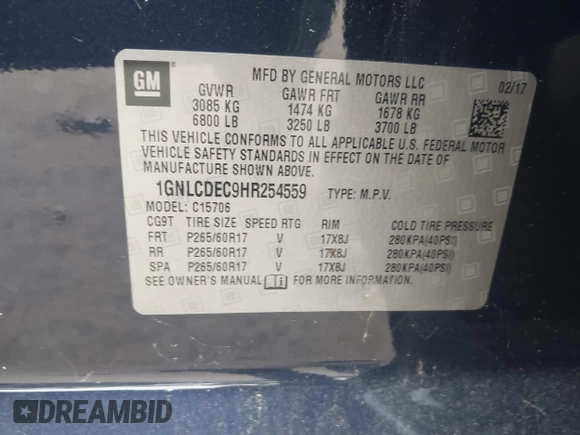 GM
MFD BY GENERAL MOTORS LLC
02/17
GVWR GAWR FRT GAWR RR
3085 KG 1474 KG 1678 KG
6800 LB 3250 LB 3700 LB
THIS VEHICLE CONFORMS TO ALL APPLICABLE U.S. FEDERAL MOTOR
VEHICLE SAFETY STANDARDS IN EFFECT ON THE DATE OF
MANUFACTURE SHOWN ABOVE.
1GNLCDEC9HR254559 TYPE: M.P.V.
MODEL: C15706
CG9T TIRE SIZE SPEED RTG RIM COLD TIRE PRESSURE
FRT P265/60R17 V 17X8J 280KPA(40PSI)
RR P265/60R17 V 17X8J 280KPA(40PSI)
SPA P265/60R17 V 17X8J 280KPA(40PSI)
SEE OWNER'S MANUAL FOR MORE INFORMATION.
DREAMBID